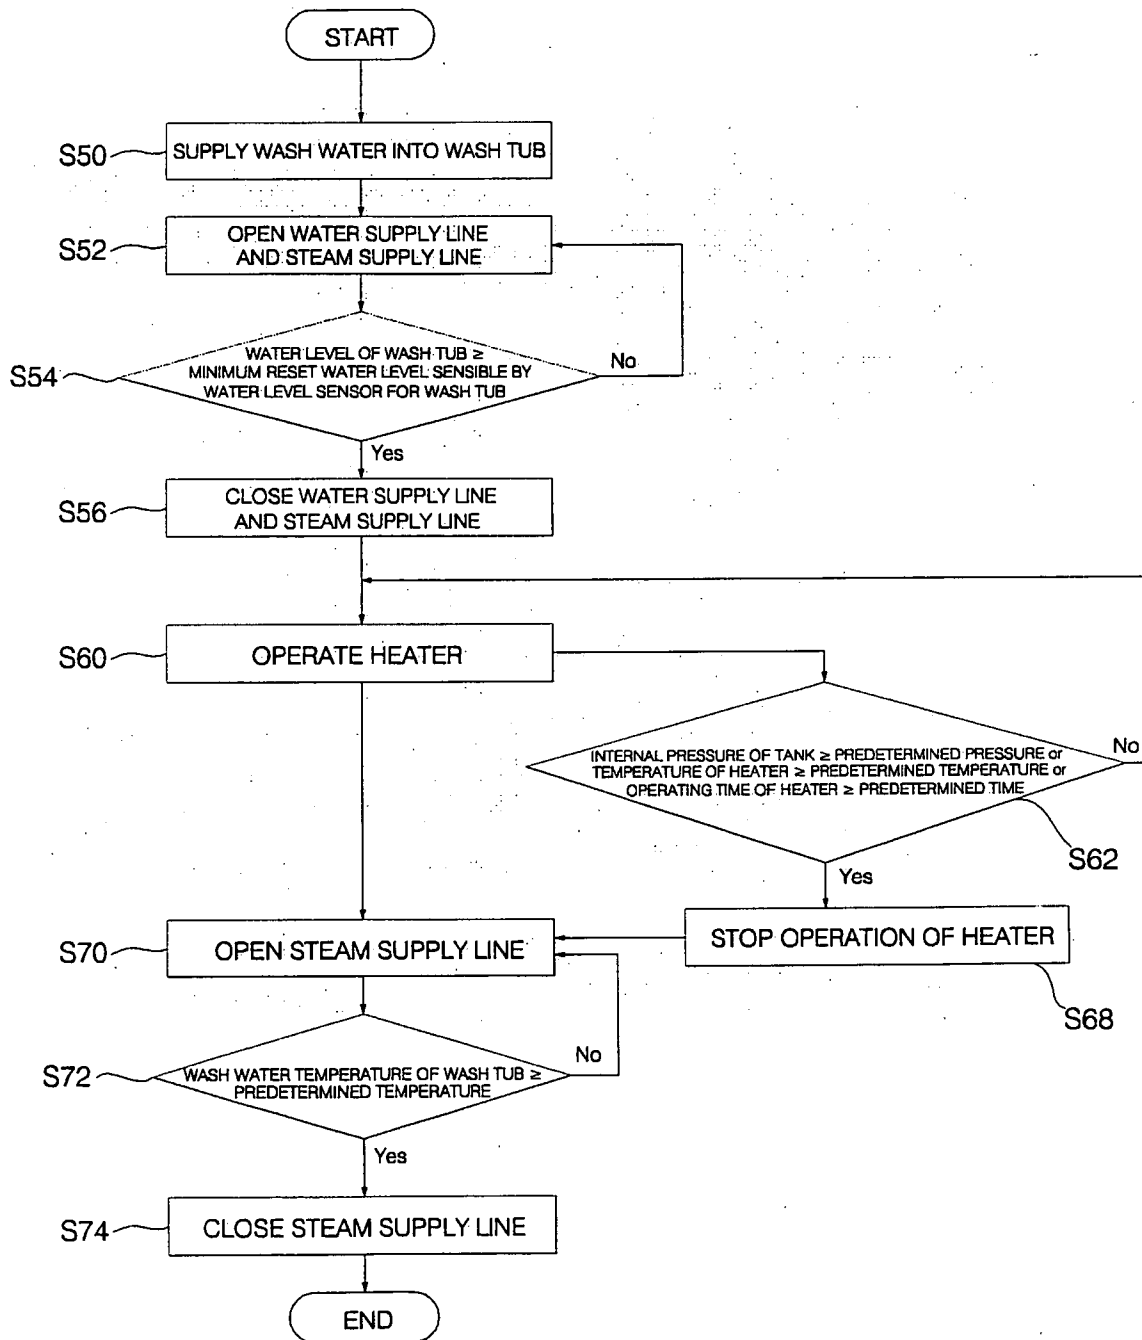 START
S50
SUPPLY WASH WATER INTO WASH TUB
S52
OPEN WATER SUPPLY LINE
AND STEAM SUPPLY LINE
S54
WATER LEVEL OF WASH TUB ≥
MINIMUM RESET WATER LEVEL SENSIBLE BY
WATER LEVEL SENSOR FOR WASH TUB
No
Yes
S56
CLOSE WATER SUPPLY LINE
AND STEAM SUPPLY LINE
S60
OPERATE HEATER
INTERNAL PRESSURE OF TANK ≥ PREDETERMINED PRESSURE or
TEMPERATURE OF HEATER ≥ PREDETERMINED TEMPERATURE or
OPERATING TIME OF HEATER ≥ PREDETERMINED TIME
No
S62
Yes
S70
OPEN STEAM SUPPLY LINE
STOP OPERATION OF HEATER
S68
S72
WASH WATER TEMPERATURE OF WASH TUB ≥
PREDETERMINED TEMPERATURE
No
Yes
S74
CLOSE STEAM SUPPLY LINE
END